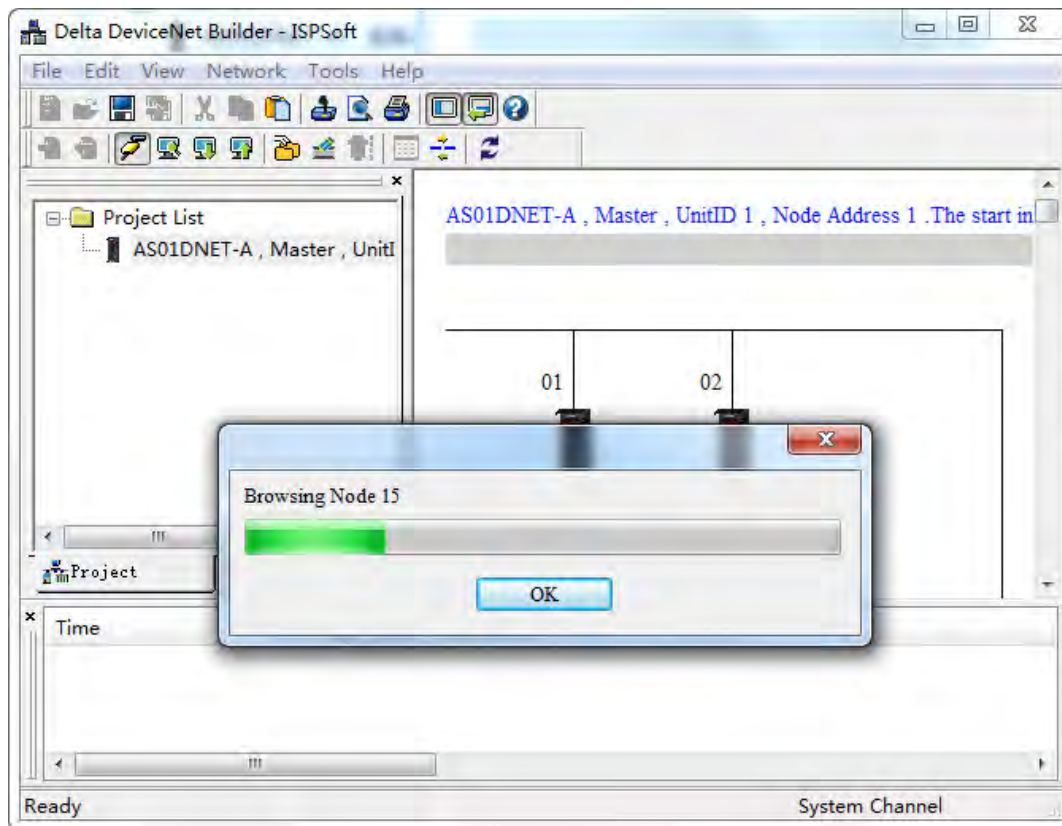 Delta DeviceNet Builder - ISPSoft
File Edit View Network Tools Help
Project List
AS01DNET-A , Master , UnitI
AS01DNET-A , Master , UnitID 1 , Node Address 1 .The start in
01
02
Browsing Node 15
OK
Project
Time
Ready
System Channel